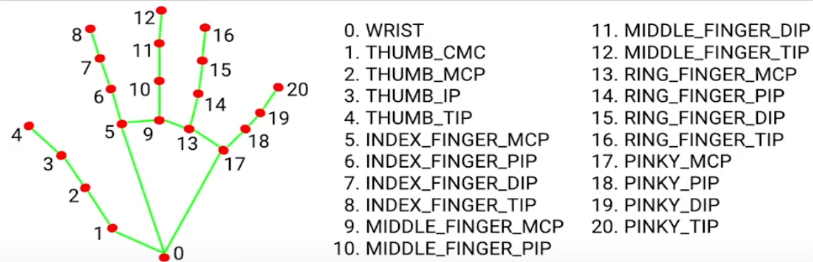 12
8
16
11
7
15
10
20
6
14
19
4
5
9
13
18
3
17
2
1
0
0. WRIST
1. THUMB_CMC
2. THUMB_MCP
3. THUMB_IP
4. THUMB_TIP
5. INDEX_FINGER_MCP
6. INDEX_FINGER_PIP
7. INDEX_FINGER_DIP
8. INDEX_FINGER_TIP
9. MIDDLE_FINGER_MCP
10. MIDDLE_FINGER_PIP
11. MIDDLE_FINGER_DIP
12. MIDDLE_FINGER_TIP
13. RING_FINGER_MCP
14. RING_FINGER_PIP
15. RING_FINGER_DIP
16. RING_FINGER_TIP
17. PINKY_MCP
18. PINKY_PIP
19. PINKY_DIP
20. PINKY_TIP